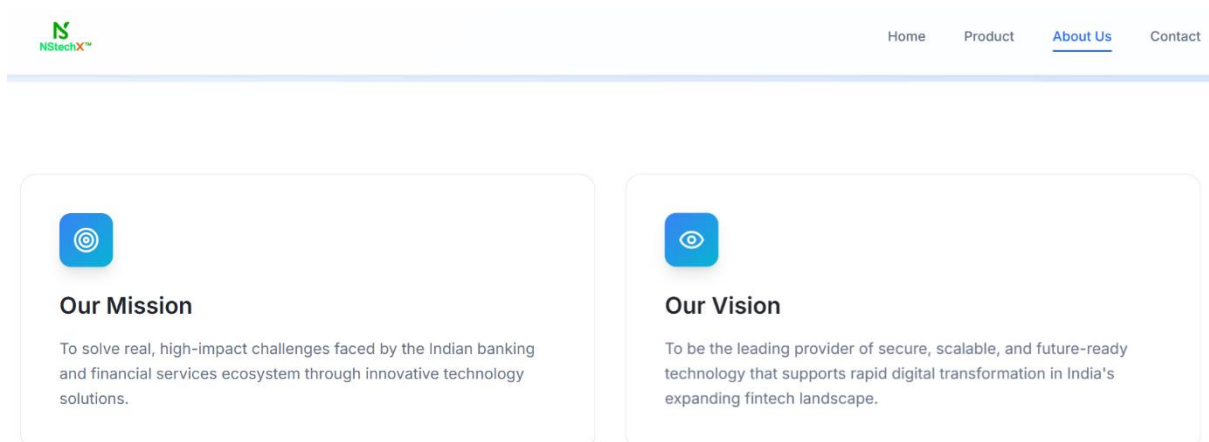 NStechX™
Home Product About Us Contact
Our Mission
To solve real, high-impact challenges faced by the Indian banking
and financial services ecosystem through innovative technology
solutions.
Our Vision
To be the leading provider of secure, scalable, and future-ready
technology that supports rapid digital transformation in India's
expanding fintech landscape.